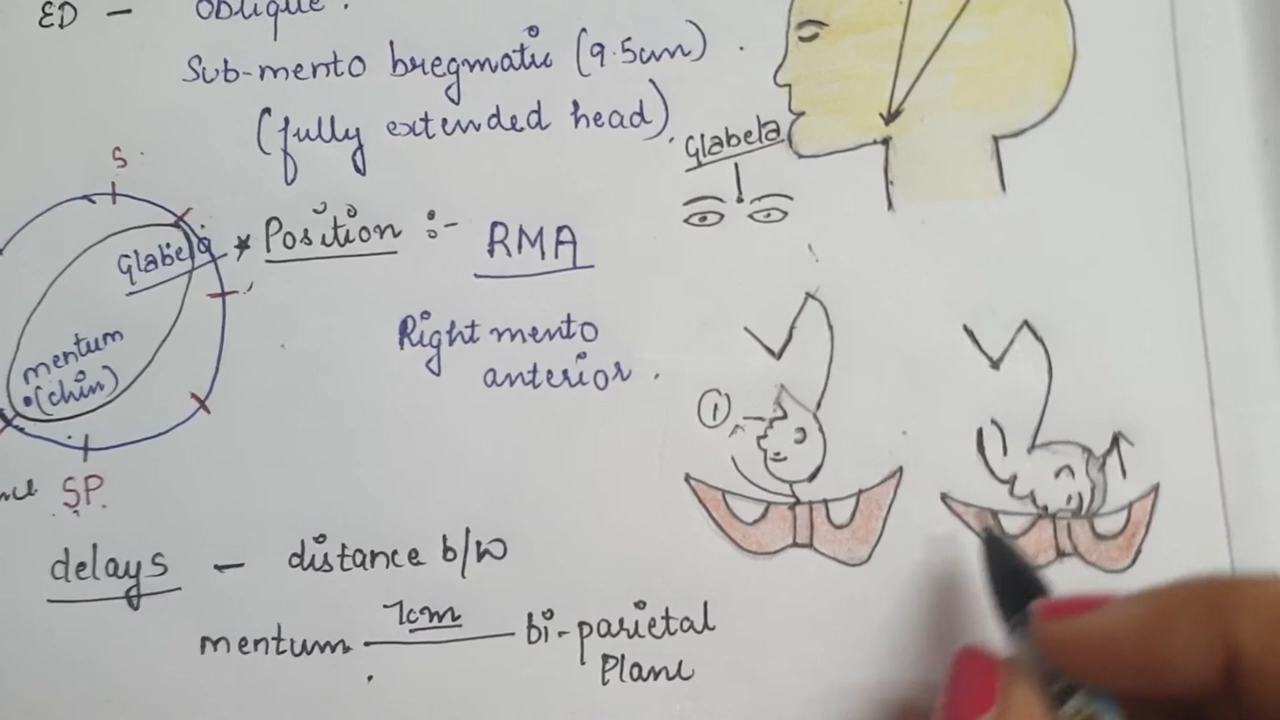 ED - oblique.
Sub-mento bregmatic (9.5cm).
(fully extended head).
Glabela
S
Glabela
* Position :- RMA
mentum
(chin)
Right mento
anterior.
①
SP
delays - distance b/w
7cm
mentum bi-parietal
Plane